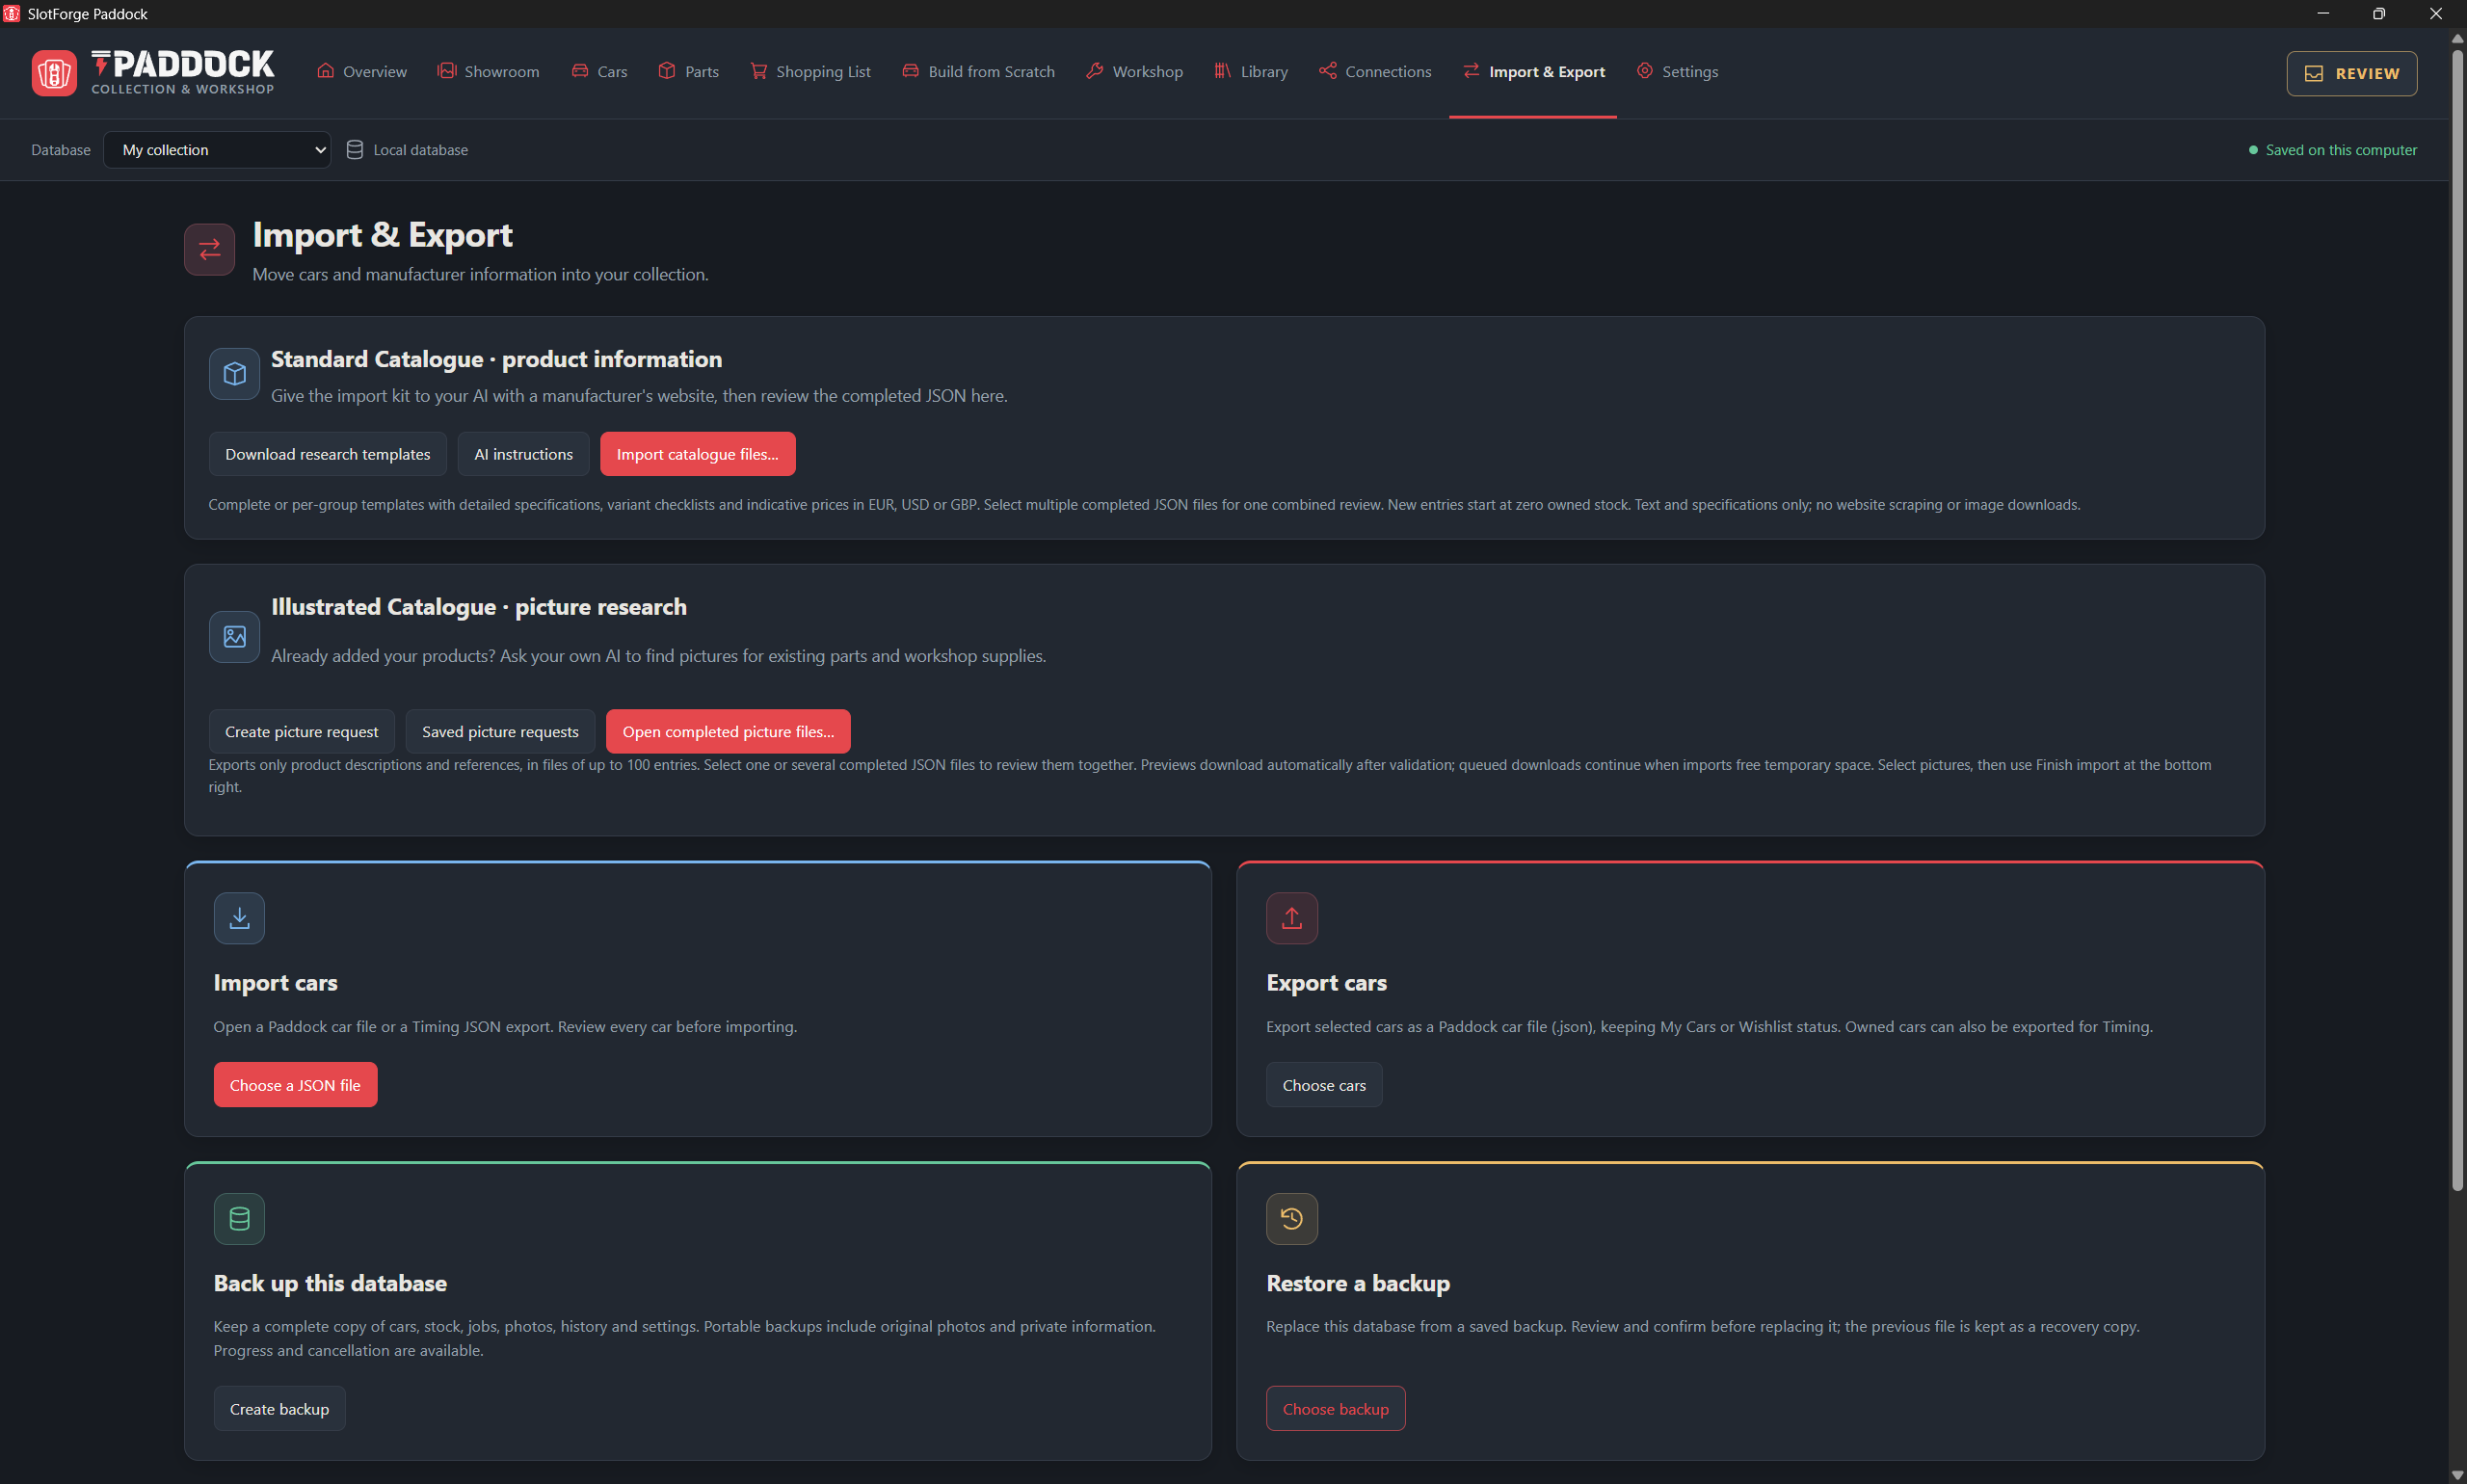 SlotForge Paddock
PADDOCK
COLLECTION & WORKSHOP
Overview
Showroom
Cars
Parts
Shopping List
Build from Scratch
Workshop
Library
Connections
Import & Export
Settings
REVIEW
Database
My collection
Local database
Saved on this computer
Import & Export
Move cars and manufacturer information into your collection.
Standard Catalogue · product information
Give the import kit to your AI with a manufacturer's website, then review the completed JSON here.
Download research templates
AI instructions
Import catalogue files...
Complete or per-group templates with detailed specifications, variant checklists and indicative prices in EUR, USD or GBP. Select multiple completed JSON files for one combined review. New entries start at zero owned stock. Text and specifications only; no website scraping or image downloads.
Illustrated Catalogue · picture research
Already added your products? Ask your own AI to find pictures for existing parts and workshop supplies.
Create picture request
Saved picture requests
Open completed picture files...
Exports only product descriptions and references, in files of up to 100 entries. Select one or several completed JSON files to review them together. Previews download automatically after validation; queued downloads continue when imports free temporary space. Select pictures, then use Finish import at the bottom
right.
Import cars
Open a Paddock car file or a Timing JSON export. Review every car before importing.
Choose a JSON file
Export cars
Export selected cars as a Paddock car file (.json), keeping My Cars or Wishlist status. Owned cars can also be exported for Timing.
Choose cars
Back up this database
Keep a complete copy of cars, stock, jobs, photos, history and settings. Portable backups include original photos and private information.
Progress and cancellation are available.
Create backup
Restore a backup
Replace this database from a saved backup. Review and confirm before replacing it; the previous file is kept as a recovery copy.
Choose backup